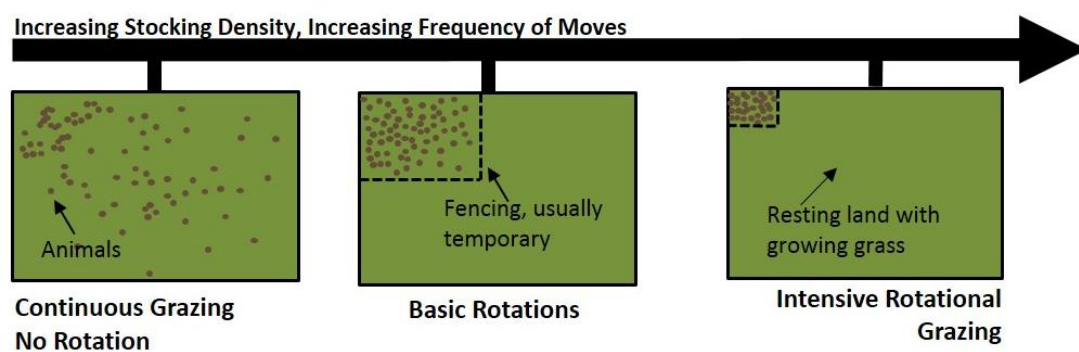 Increasing Stocking Density, Increasing Frequency of Moves
Animals
Continuous Grazing
No Rotation
Fencing, usually
temporary
Basic Rotations
Resting land with
growing grass
Intensive Rotational
Grazing